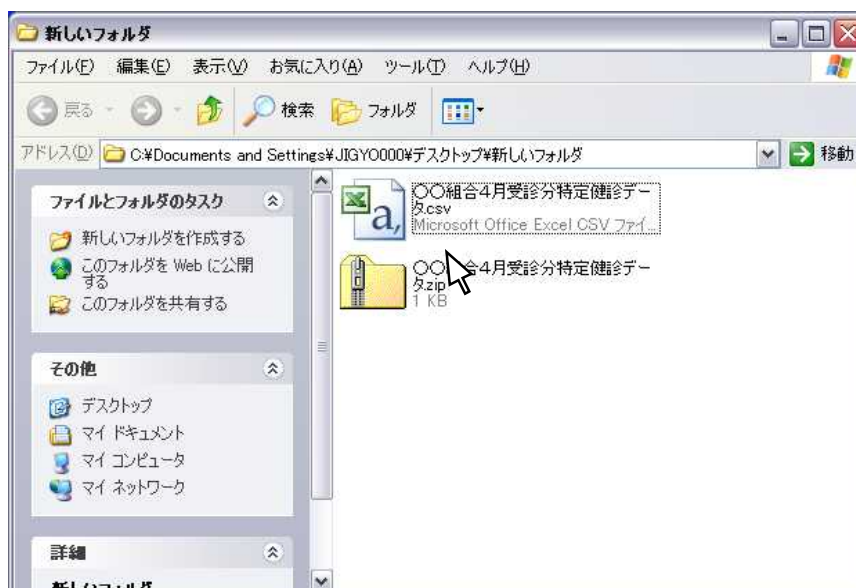 新しいフォルダ
ファイル(F) 編集(E) 表示(V) お気に入り(A) ツール(T) ヘルプ(H)
戻る 検索 フォルダ
アドレス(D) C:¥Documents and Settings¥JIGYO0000¥デスクトップ¥新しいフォルダ 移動
ファイルとフォルダのタスク
新しいフォルダを作成する
このフォルダを Web に公開
する
このフォルダを共有する
その他
デスクトップ
マイ ドキュメント
マイ コンピュータ
マイ ネットワーク
詳細
新しいフォルダ
〇〇組合4月受診分特定健診デー
タ.csv
Microsoft Office Excel CSV ファイ...
合4月受診分特定健診デー
タ.zip
1 KB